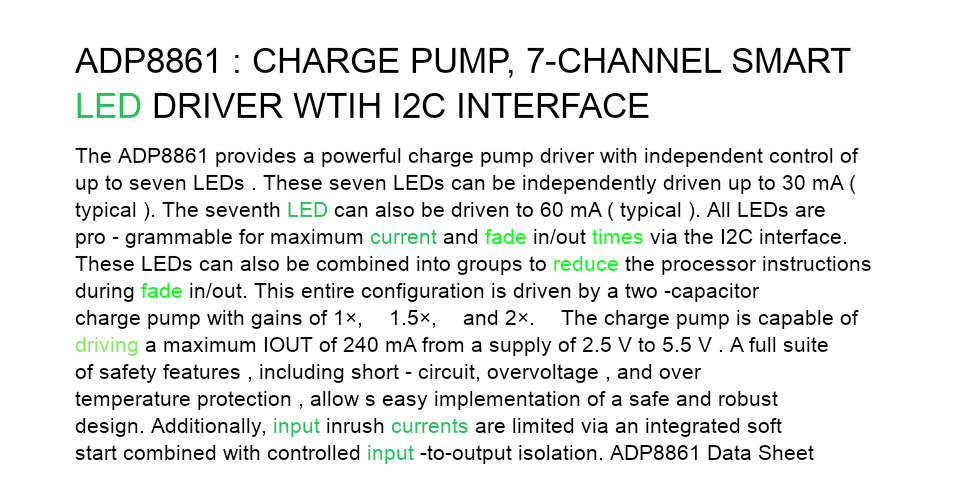 ADP8861 : CHARGE PUMP, 7-CHANNEL SMART
LED DRIVER WTIH I2C INTERFACE
The ADP8861 provides a powerful charge pump driver with independent control of
up to seven LEDs . These seven LEDs can be independently driven up to 30 mA (
typical ). The seventh LED can also be driven to 60 mA ( typical ). All LEDs are
pro - grammable for maximum current and fade in/out times via the I2C interface.
These LEDs can also be combined into groups to reduce the processor instructions
during fade in/out. This entire configuration is driven by a two -capacitor
charge pump with gains of 1×, 1.5×, and 2×. The charge pump is capable of
driving a maximum IOUT of 240 mA from a supply of 2.5 V to 5.5 V . A full suite
of safety features , including short - circuit, overvoltage , and over
temperature protection , allow s easy implementation of a safe and robust
design. Additionally, input inrush currents are limited via an integrated soft
start combined with controlled input -to-output isolation. ADP8861 Data Sheet